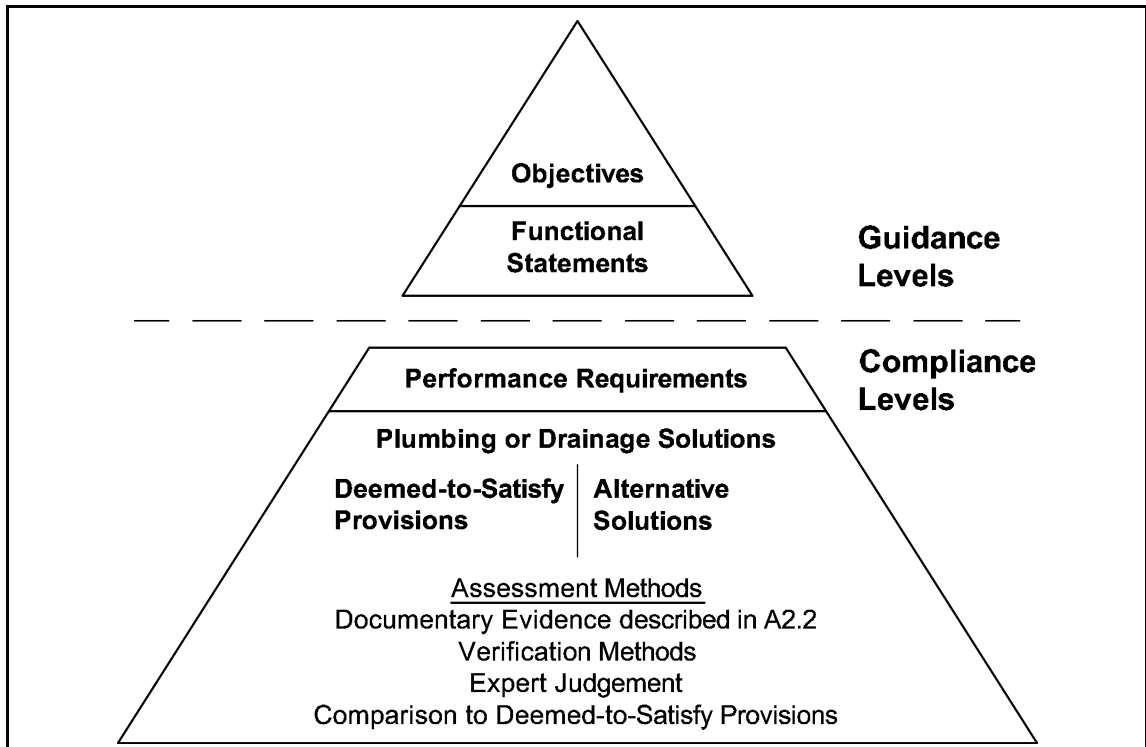 Objectives
Functional
Statements
Guidance
Levels
Compliance
Levels
Performance Requirements
Plumbing or Drainage Solutions
Deemed-to-Satisfy
Provisions
Alternative
Solutions
Assessment Methods
Documentary Evidence described in A2.2
Verification Methods
Expert Judgement
Comparison to Deemed-to-Satisfy Provisions